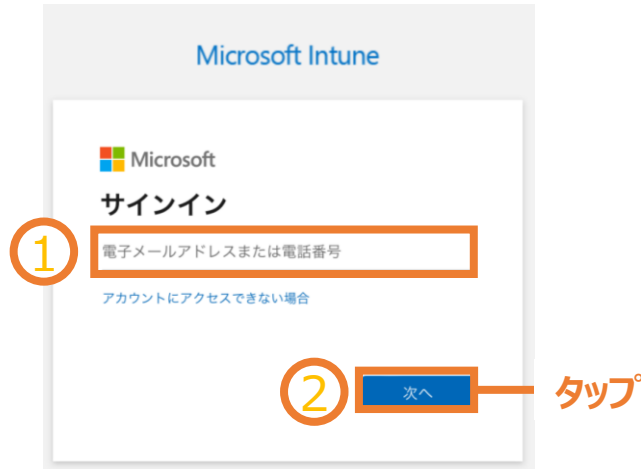 Microsoft Intune
Microsoft
サインイン
1
電子メールアドレスまたは電話番号
アカウントにアクセスできない場合
2
次へ
タップ